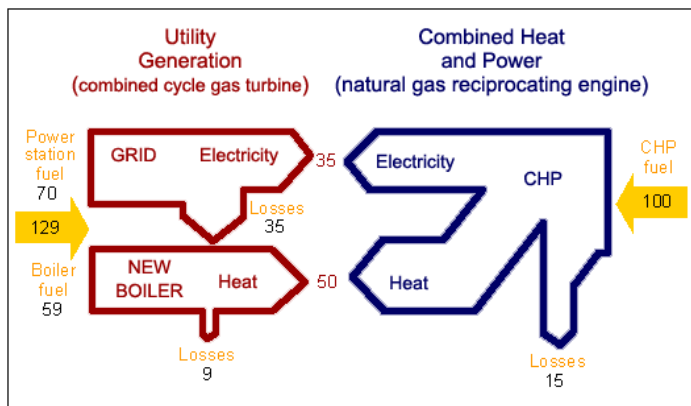 Utility
Generation
(combined cycle gas turbine)
Combined Heat
and Power
(natural gas reciprocating engine)
Power
station
fuel
70
129
Boiler
fuel
59
GRID
Electricity
Losses
35
35
NEW
BOILER
Heat
50
Losses
9
Electricity
CHP
Heat
Losses
15
CHP
fuel
100